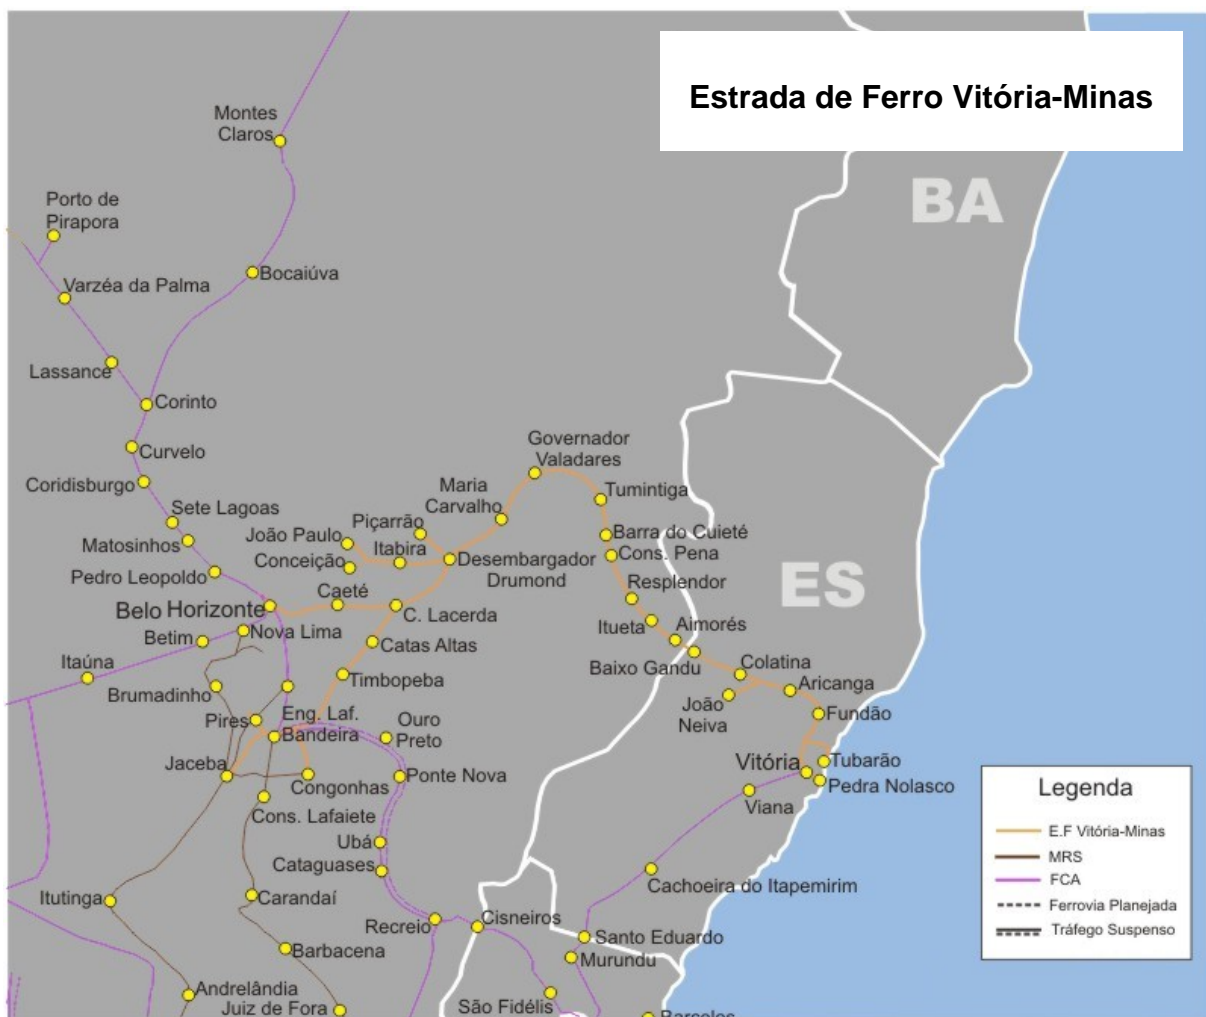 Estrada de Ferro Vitória-Minas
BA
ES
Montes
Claros
Porto de
Pirapora
Bocaiúva
Varzéa da Palma
Lassance
Corinto
Curvelo
Coridisburgo
Sete Lagoas
Matosinhos
Pedro Leopoldo
Belo Horizonte
Nova Lima
Betim
Itaúna
Brumadinho
Pires
Eng. Laf.
Bandeira
Jaceba
Congonhas
Cons. Lafaiete
Ouro
Preto
Ponte Nova
Ubá
Cataguases
Itutinga
Carandaí
Recreio
Cisneiros
Barbacena
Andrelândia
Juiz de Fora
São Fidélis
Governador
Valadares
Maria
Carvalho
Tumintiga
Piçarrão
João Paulo
Itabira
Conceição
Desembargador
Drumond
Barra do Cuieté
Cons. Pena
Caeté
C. Lacerda
Resplendor
Itueta
Aimorés
Catas Altas
Timbopeba
Baixo Gandu
Colatina
Aricanga
João
Neiva
Fundão
Vitória
Tubarão
Pedra Nolasco
Viana
Cachoeira do Itapemirim
Santo Eduardo
Murundu
Barcelos
Legenda
E.F Vitória-Minas
MRS
FCA
Ferrovia Planejada
Tráfego Suspenso